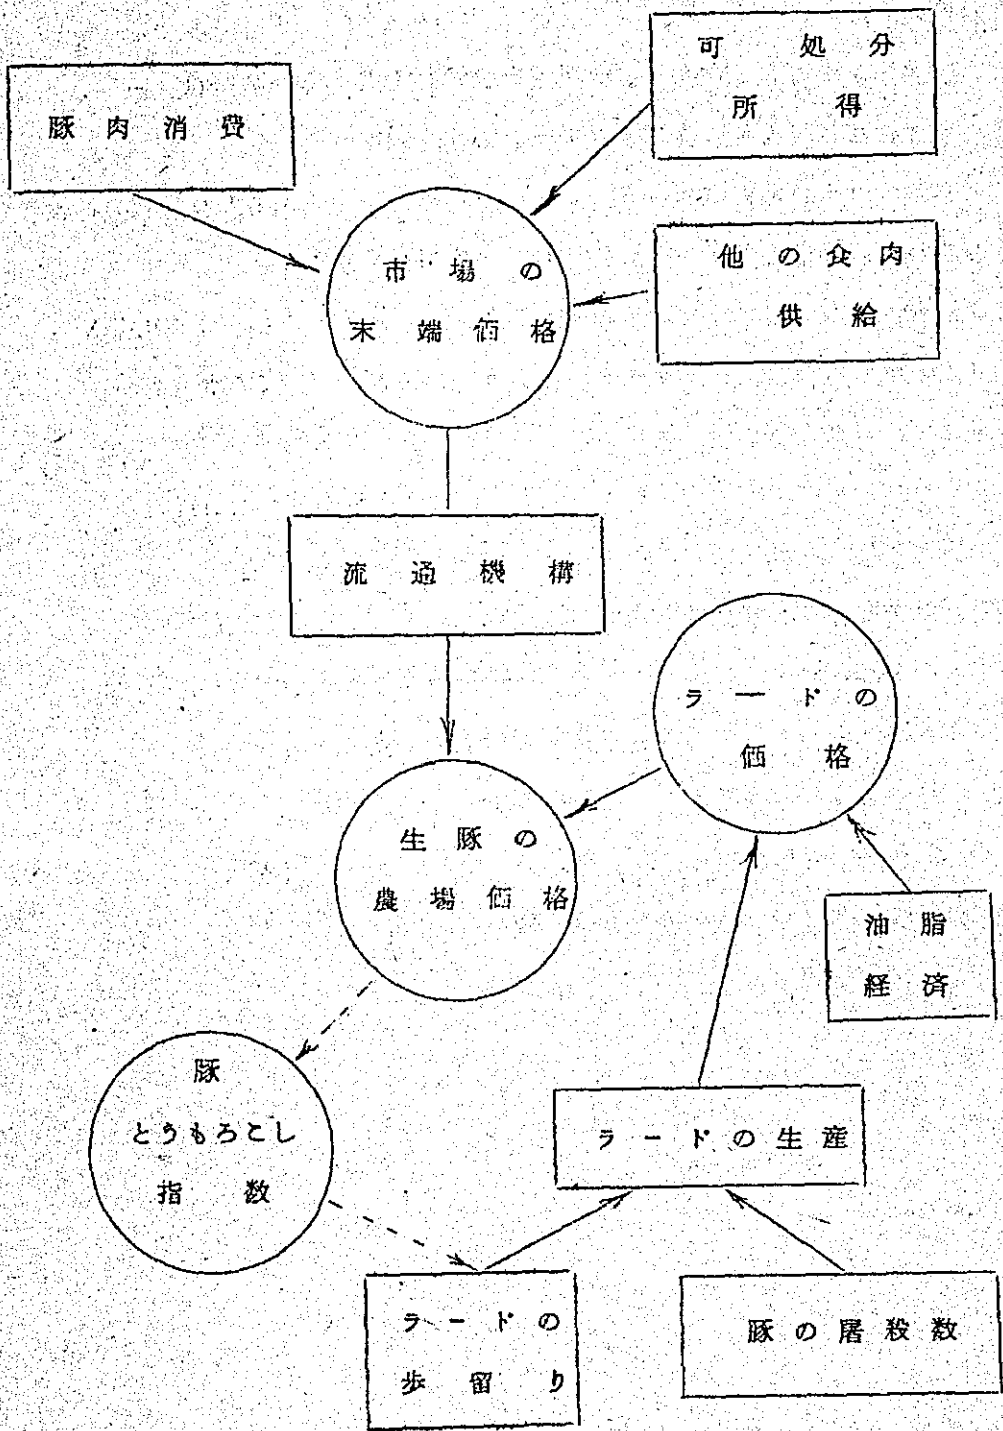 可処分
所得
豚肉消費
他の食肉
供給
市場の
末端価格
流通機構
ラードの
価格
生豚の
農場価格
油脂
経済
豚
とうもろこし
指数
ラードの生産
ラードの
歩留り
豚の屠殺数